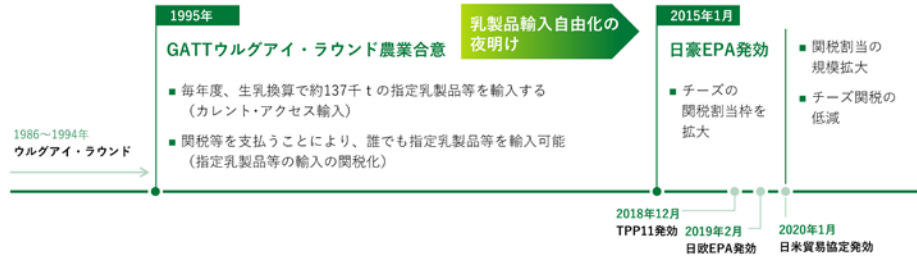 1986〜1994年
ウルグアイ・ラウンド
1995年
GATTウルグアイ・ラウンド農業合意
■ 毎年度、生乳換算で約137千ｔの指定乳製品等を輸入する
（カレント・アクセス輸入）
■ 関税等を支払うことにより、誰でも指定乳製品等を輸入可能
（指定乳製品等の輸入の関税化）
乳製品輸入自由化の
夜明け
2015年1月
日豪EPA発効
■ チーズの
関税割当枠を
拡大
■ 関税割当の
規模拡大
■ チーズ関税の
低減
2018年12月
TPP11発効
2019年2月
日欧EPA発効
2020年1月
日米貿易協定発効